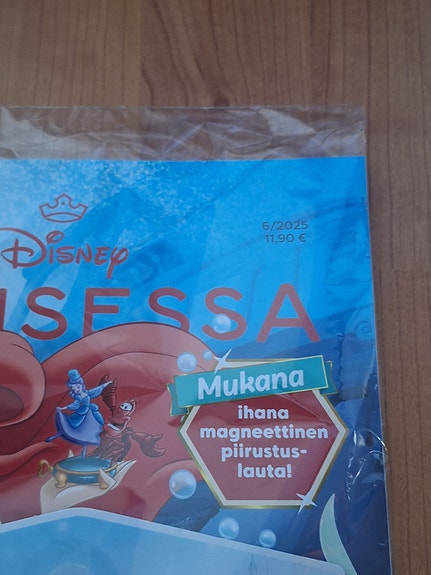 6/2025
11,90 €
Disney
ISESSA
Mukana
ihana
magneettinen
piirustus-
lauta!